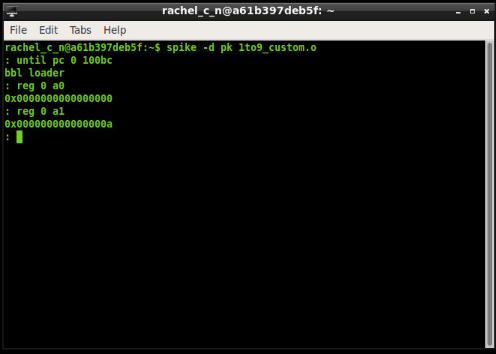 rachel_c_n@a61b397deb5f: ~
File Edit Tabs Help
rachel_c_n@a61b397deb5f:~$ spike -d pk 1to9_custom.o
: until pc 0 100bc
bbl loader
: reg 0 a0
0x0000000000000000
: reg 0 a1
0x000000000000000a
: